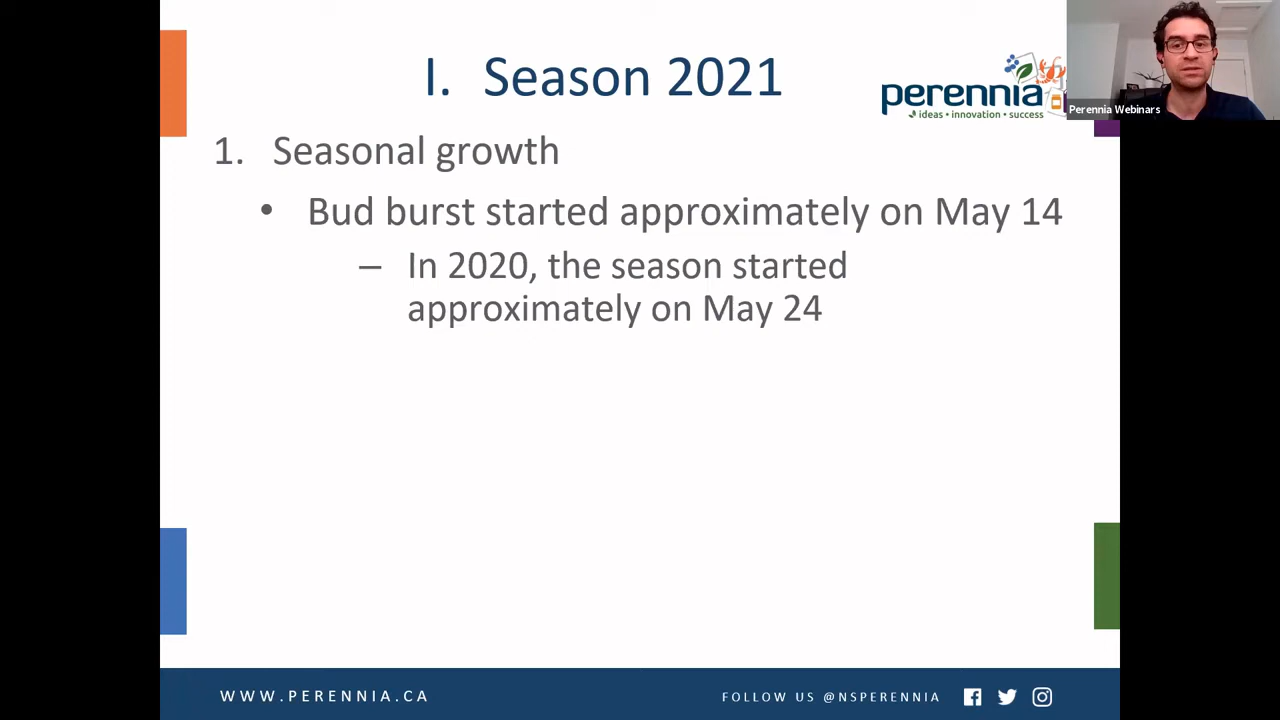 I. Season 2021
perennia
ideas • innovation • success
Perennia Webinars
1. Seasonal growth
• Bud burst started approximately on May 14
– In 2020, the season started
approximately on May 24
WWW.PERENNIA.CA
FOLLOW US @NSPERENNIA